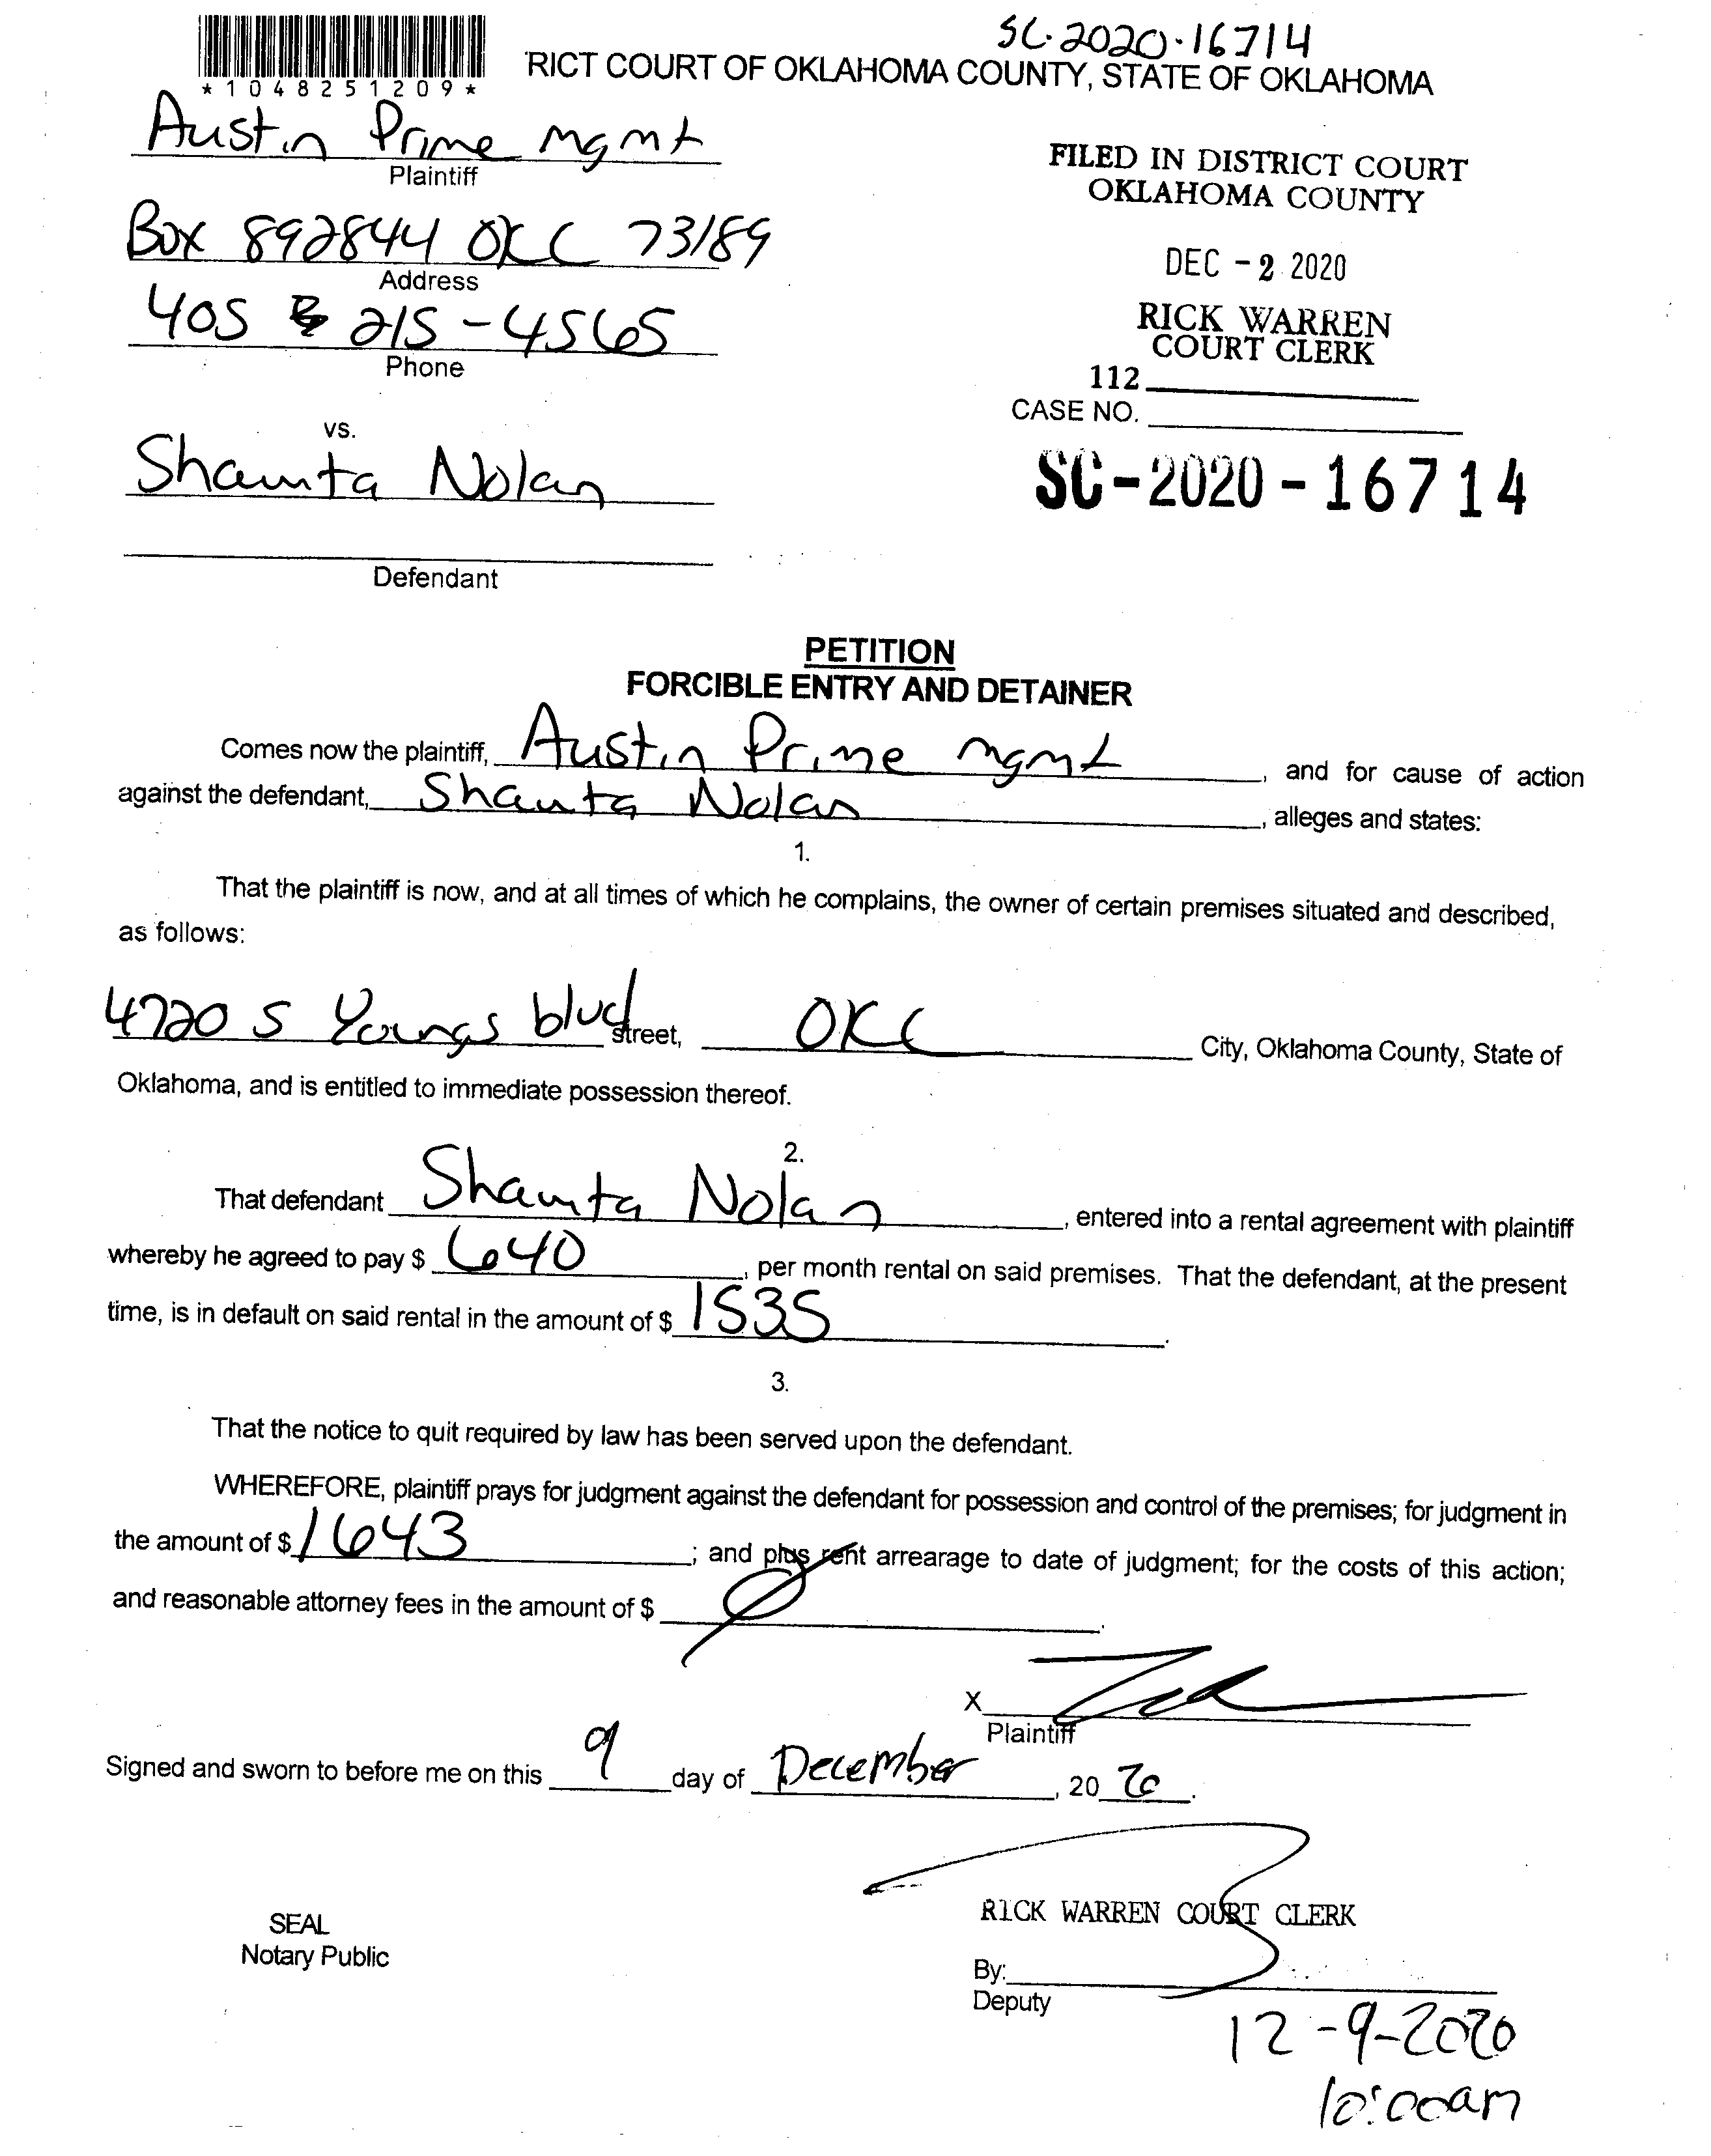 SC-2020-16714
*1048251209*
RICT COURT OF OKLAHOMA COUNTY, STATE OF OKLAHOMA
Austin Prime Mgmt
Plaintiff
FILED IN DISTRICT COURT
OKLAHOMA COUNTY
Box 892844 OKC 73189
Address
DEC -2 2020
405 215-4565
Phone
RICK WARREN
COURT CLERK
112
CASE NO.
vs.
Shaunta Nolan
SC-2020-16714
Defendant
PETITION
FORCIBLE ENTRY AND DETAINER
Comes now the plaintiff, Austin Prime mgmt, and for cause of action
against the defendant, Shaunta Nolan, alleges and states:
1.
That the plaintiff is now, and at all times of which he complains, the owner of certain premises situated and described,
as follows:
4720 S Youngs blvd street, OKC City, Oklahoma County, State of
Oklahoma, and is entitled to immediate possession thereof.
2.
That defendant Shaunta Nolan, entered into a rental agreement with plaintiff
whereby he agreed to pay $ 640, per month rental on said premises. That the defendant, at the present
time, is in default on said rental in the amount of $ 1535.
3.
That the notice to quit required by law has been served upon the defendant.
WHEREFORE, plaintiff prays for judgment against the defendant for possession and control of the premises; for judgment in
the amount of $ 1643; and plus rent arrearage to date of judgment; for the costs of this action;
and reasonable attorney fees in the amount of $ Ø.
X
Plaintiff
Signed and sworn to before me on this 9 day of December, 20 20.
SEAL
Notary Public
RICK WARREN COURT CLERK
By:
Deputy
12-9-2020
10:00am